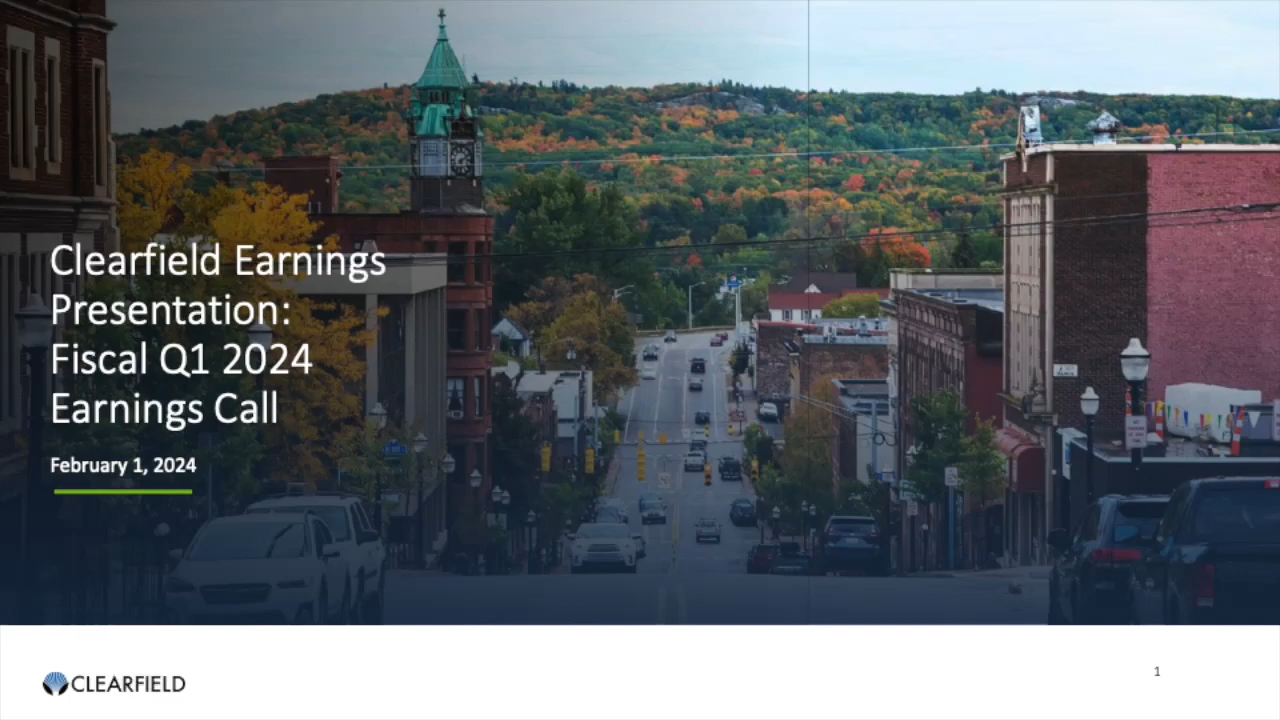 Clearfield Earnings
Presentation:
Fiscal Q1 2024
Earnings Call
February 1, 2024
CLEARFIELD
1